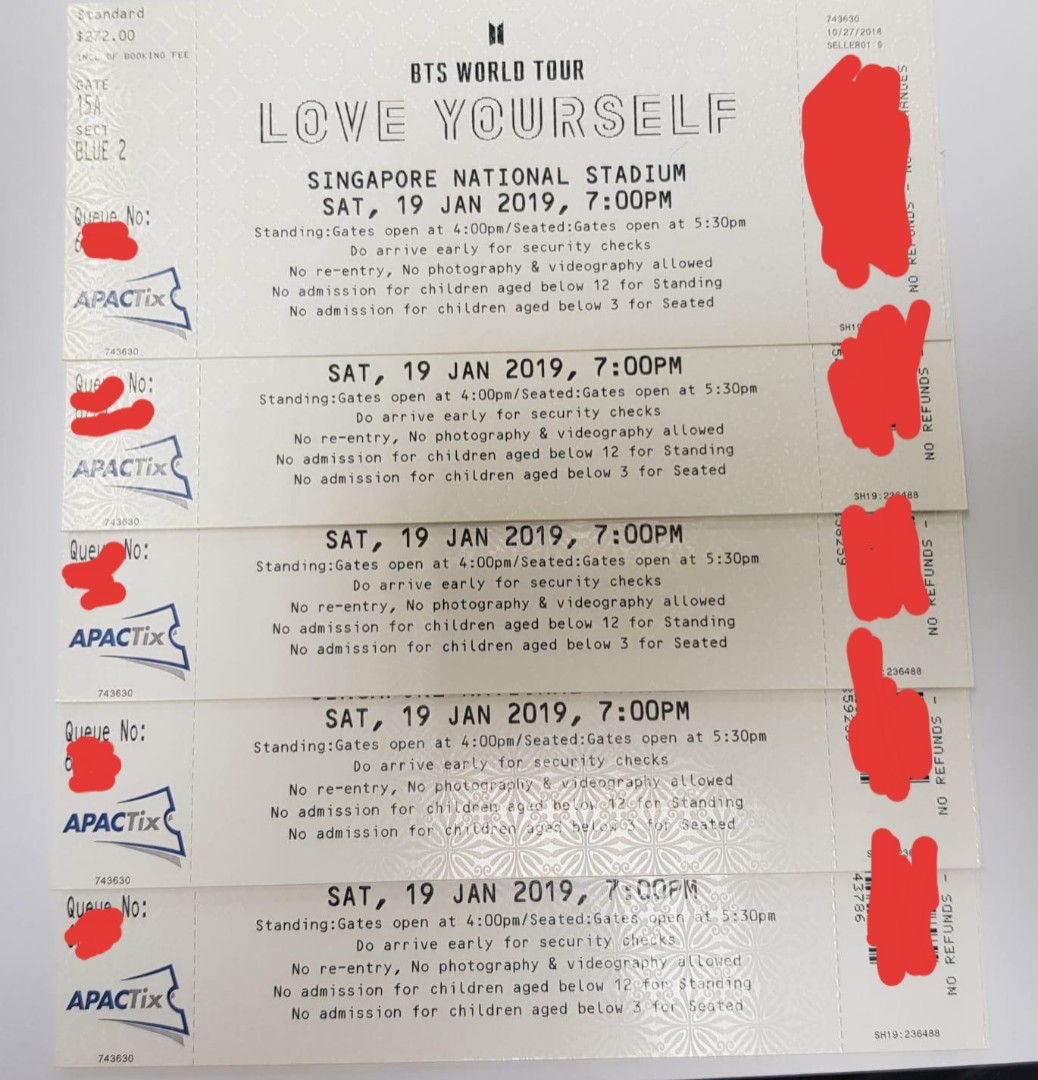 Standard
$272.00
INCL OF BOOKING FEE
GATE
15A
SECT
BLUE 2
Queue No:
6
APACTix
743630
BTS WORLD TOUR
LOVE YOURSELF
SINGAPORE NATIONAL STADIUM
SAT, 19 JAN 2019, 7:00PM
Standing:Gates open at 4:00pm/Seated:Gates open at 5:30pm
Do arrive early for security checks
No re-entry, No photography & videography allowed
No admission for children aged below 12 for Standing
No admission for children aged below 3 for Seated
743630
10/27/2018
SELLER01 S
NO REFUNDS -
SH19
Queue No:
APACTix
743630
SAT, 19 JAN 2019, 7:00PM
Standing:Gates open at 4:00pm/Seated:Gates open at 5:30pm
Do arrive early for security checks
No re-entry, No photography & videography allowed
No admission for children aged below 12 for Standing
No admission for children aged below 3 for Seated
NO REFUNDS -
SH19:236488
Queue No:
APACTix
743630
SAT, 19 JAN 2019, 7:00PM
Standing:Gates open at 4:00pm/Seated:Gates open at 5:30pm
Do arrive early for security checks
No re-entry, No photography & videography allowed
No admission for children aged below 12 for Standing
No admission for children aged below 3 for Seated
NO REFUNDS -
236488
Queue No:
6
APACTix
743630
SAT, 19 JAN 2019, 7:00PM
Standing:Gates open at 4:00pm/Seated:Gates open at 5:30pm
Do arrive early for security checks
No re-entry, No photography & videography allowed
No admission for children aged below 12 for Standing
No admission for children aged below 3 for Seated
NO REFUNDS -
Queue No:
APACTix
743630
SAT, 19 JAN 2019, 7:00PM
Standing:Gates open at 4:00pm/Seated:Gates open at 5:30pm
Do arrive early for security checks
No re-entry, No photography & videography allowed
No admission for children aged below 12 for Standing
No admission for children aged below 3 for Seated
43786
NO REFUNDS -
SH19:236488